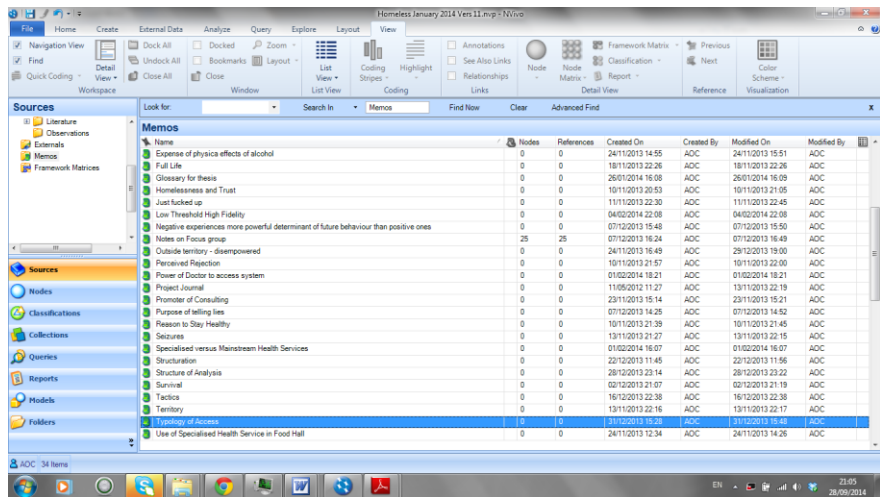 Homeless January 2014 Vers 11.nvp - NVivo
File Home Create External Data Analyze Query Explore Layout View
Navigation View Dock All Docked Zoom Annotations Framework Matrix Previous
Find Undock All Bookmarks Layout See Also Links Classification Next
Quick Coding Close All Close Relationships Report
Detail View List View Coding Stripes Highlight Node Node Matrix Color Scheme
Workspace Window List View Coding Links Detail View Reference Visualization
Sources Look for: Search In Memos Find Now Clear Advanced Find x
Literature
Observations
Externals
Memos
Framework Matrices
Sources
Nodes
Classifications
Collections
Queries
Reports
Models
Folders
Memos
Name Nodes References Created On Created By Modified On Modified By
Expense of physica effects of alcohol 0 0 24/11/2013 14:55 AOC 24/11/2013 15:51 AOC
Full Life 0 0 18/11/2013 22:26 AOC 18/11/2013 22:26 AOC
Glossary for thesis 0 0 26/01/2014 16:08 AOC 26/01/2014 16:09 AOC
Homelessness and Trust 0 0 10/11/2013 20:53 AOC 10/11/2013 21:05 AOC
Just fucked up 0 0 11/11/2013 22:30 AOC 11/11/2013 22:45 AOC
Low Threshold High Fidelity 0 0 04/02/2014 22:08 AOC 04/02/2014 22:08 AOC
Negative experiences more powerful determinant of future behaviour than positive ones 0 0 07/12/2013 15:48 AOC 07/12/2013 15:50 AOC
Notes on Focus group 25 25 07/12/2013 16:24 AOC 07/12/2013 16:49 AOC
Outside territory - disempowered 0 0 24/11/2013 16:49 AOC 29/12/2013 19:00 AOC
Perceived Rejection 0 0 10/11/2013 21:57 AOC 10/11/2013 22:00 AOC
Power of Doctor to access system 0 0 01/02/2014 18:21 AOC 01/02/2014 18:21 AOC
Project Journal 0 0 11/05/2012 11:27 AOC 13/11/2013 22:19 AOC
Promoter of Consulting 0 0 23/11/2013 15:14 AOC 23/11/2013 15:21 AOC
Purpose of telling lies 0 0 07/12/2013 14:25 AOC 07/12/2013 14:52 AOC
Reason to Stay Healthy 0 0 10/11/2013 21:39 AOC 10/11/2013 21:45 AOC
Seizures 0 0 13/11/2013 21:27 AOC 13/11/2013 22:15 AOC
Specialised versus Mainstream Health Services 0 0 01/02/2014 16:07 AOC 01/02/2014 16:07 AOC
Structuration 0 0 22/12/2013 11:45 AOC 22/12/2013 11:56 AOC
Structure of Analysis 0 0 28/12/2013 23:14 AOC 28/12/2013 23:22 AOC
Survival 0 0 02/12/2013 21:07 AOC 02/12/2013 21:19 AOC
Tactics 0 0 16/12/2013 22:38 AOC 16/12/2013 22:38 AOC
Territory 0 0 13/11/2013 22:16 AOC 13/11/2013 22:17 AOC
Typology of Access 0 0 31/12/2013 15:28 AOC 31/12/2013 15:48 AOC
Use of Specialised Health Service in Food Hall 0 0 24/11/2013 12:34 AOC 24/11/2013 14:26 AOC
AOC 34 Items
EN 21:05
28/09/2014